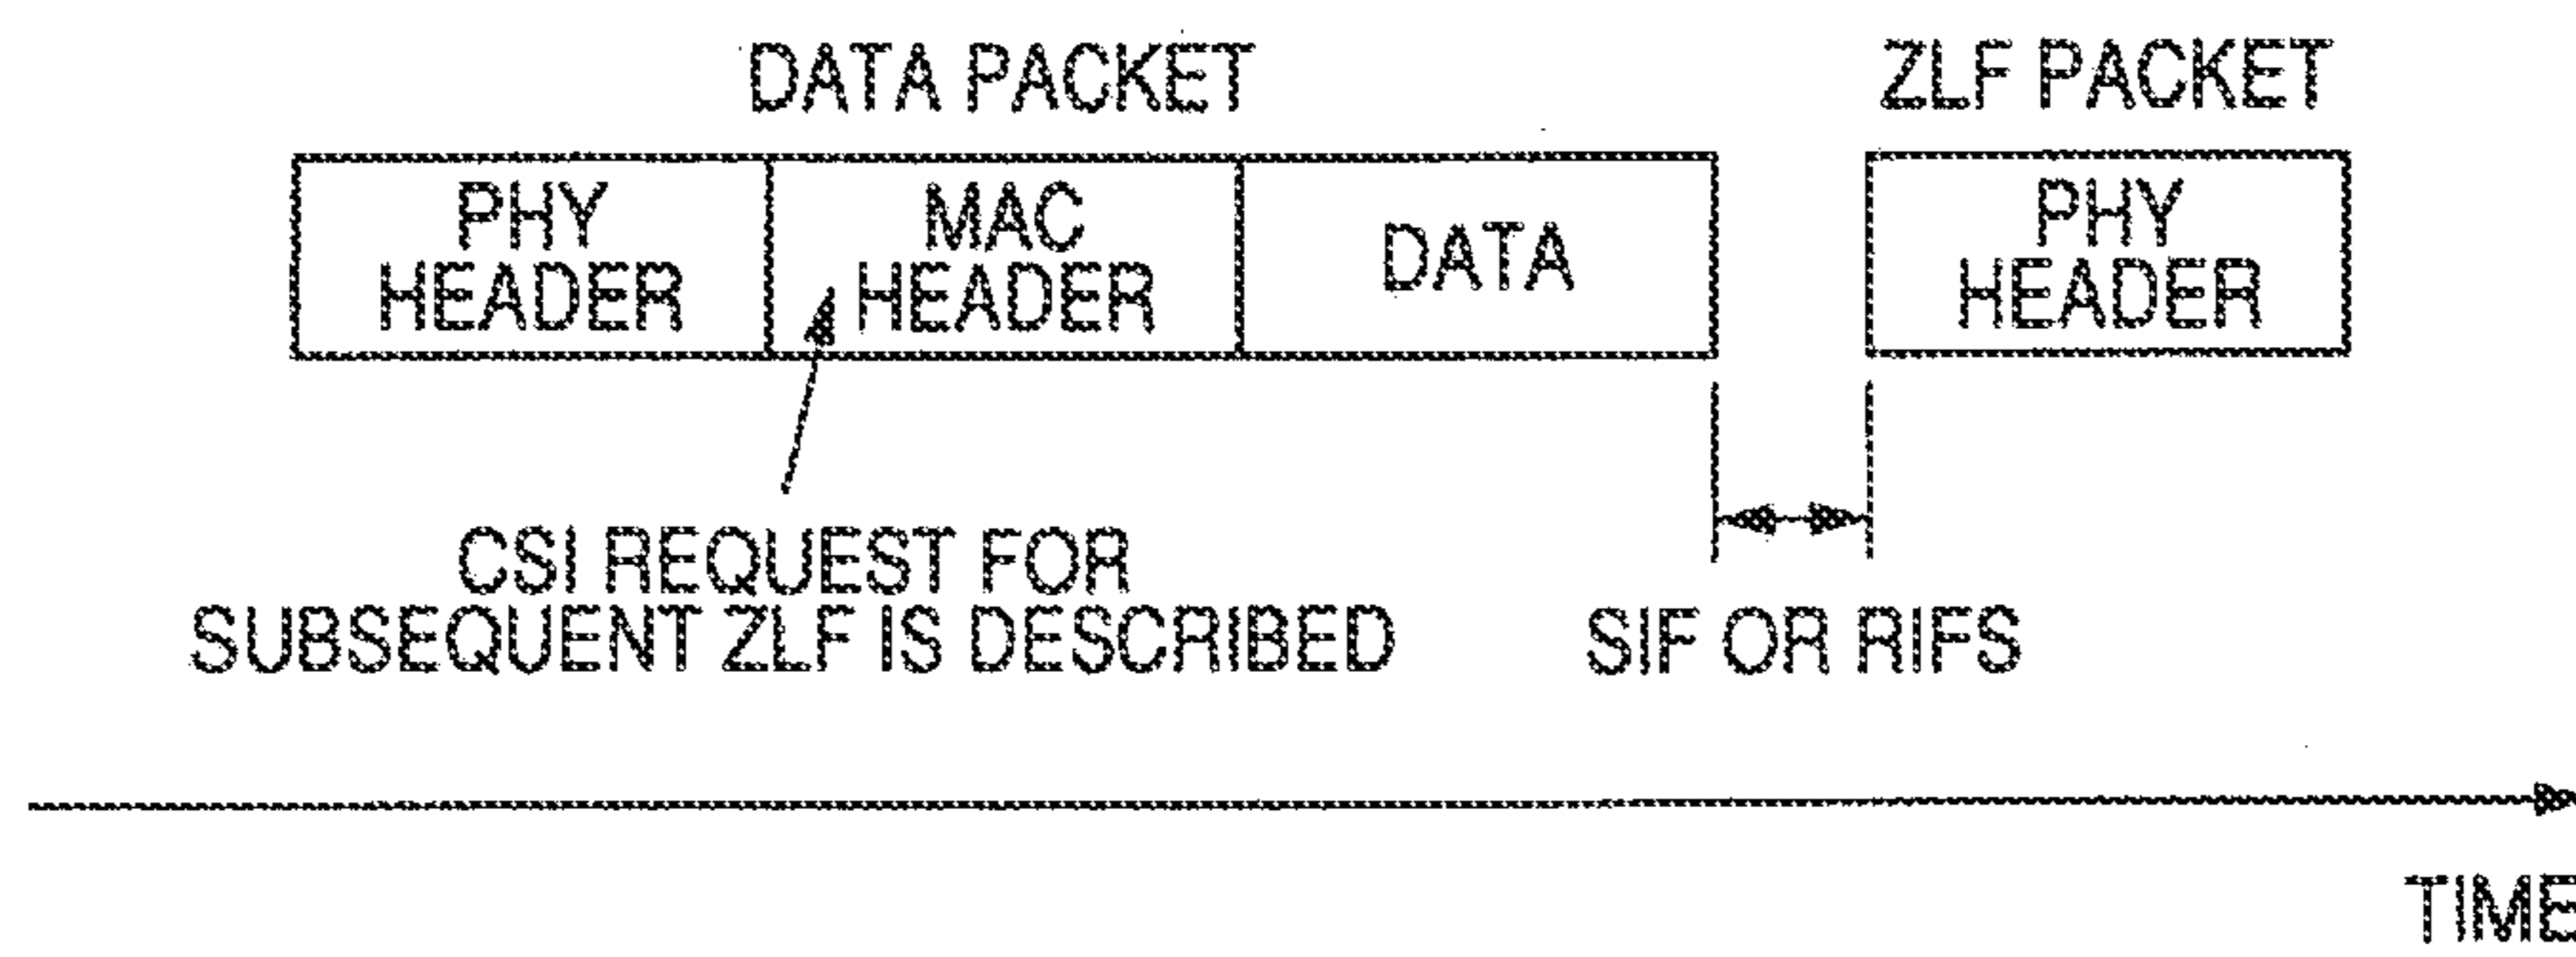 DATA PACKET
ZLF PACKET
PHY
HEADER
MAC
HEADER
DATA
PHY
HEADER
CSI REQUEST FOR
SUBSEQUENT ZLF IS DESCRIBED
SIF OR RIFS
TIME